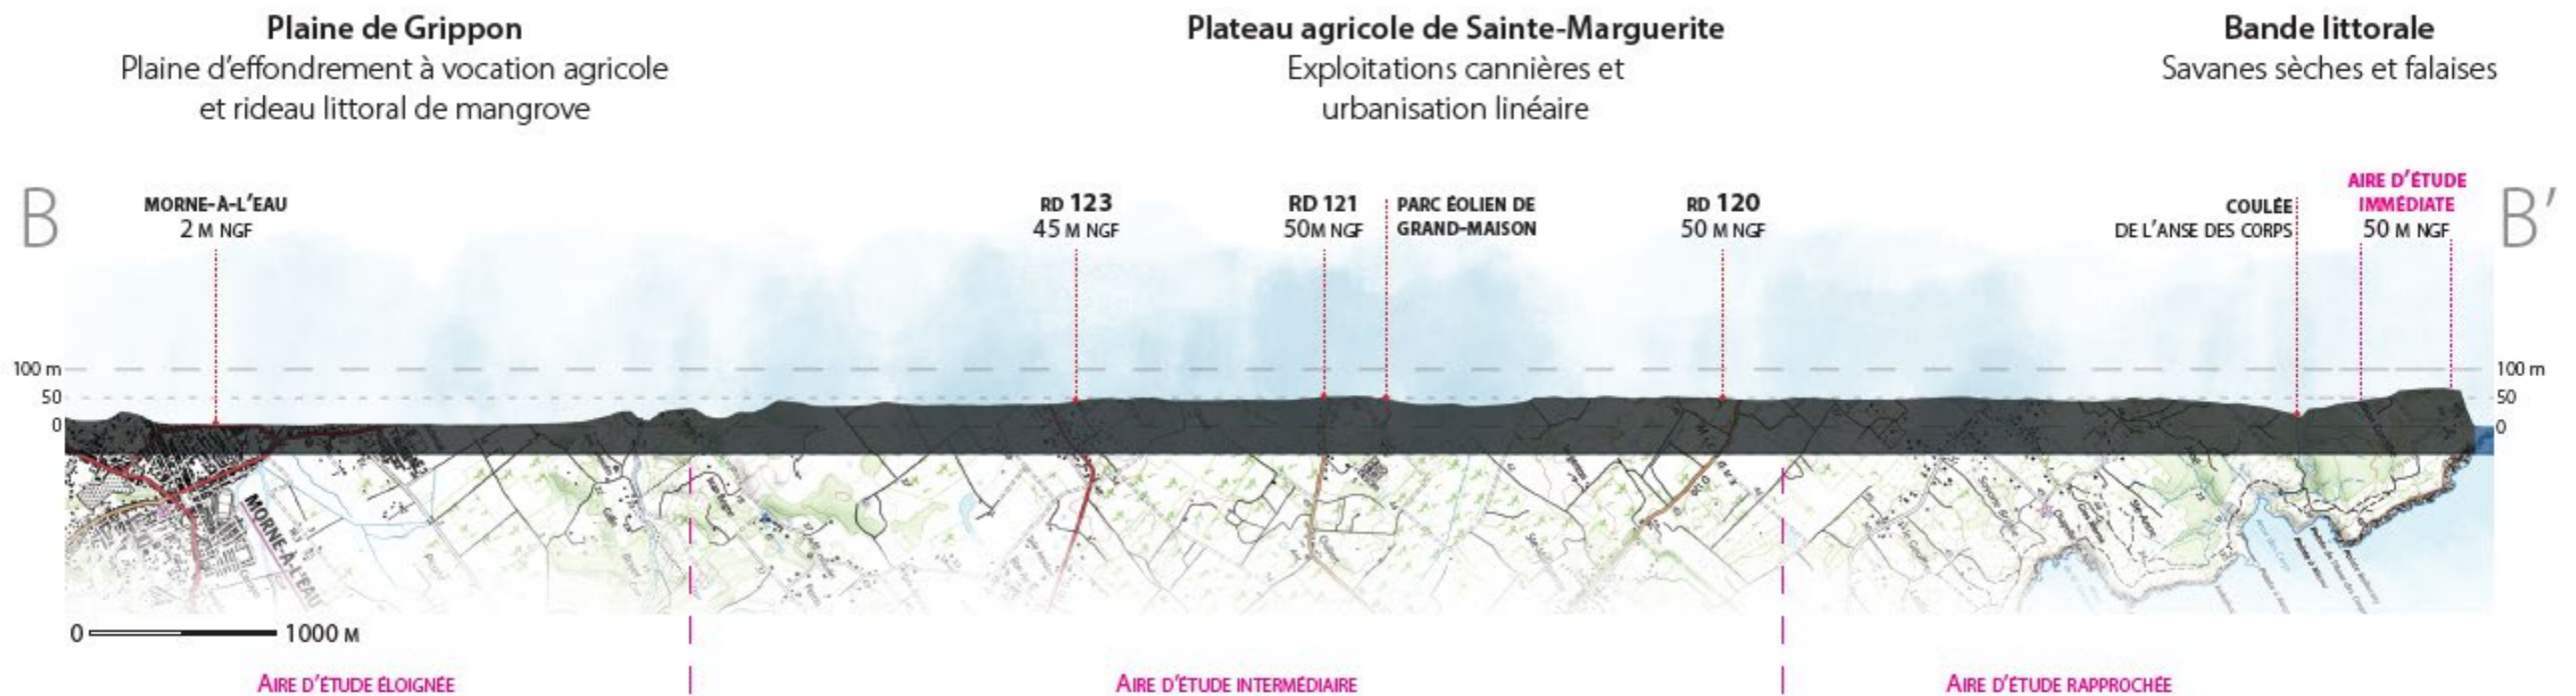 Plaine de Grippon
Plaine d'effondrement à vocation agricole
et rideau littoral de mangrove
Plateau agricole de Sainte-Marguerite
Exploitations cannières et
urbanisation linéaire
Bande littorale
Savanes sèches et falaises
B
MORNE-À-L'EAU
2 M NGF
RD 123
45 M NGF
RD 121
50M NGF
PARC ÉOLIEN DE
GRAND-MAISON
RD 120
50 M NGF
COULÉE
DE L'ANSE DES CORPS
AIRE D'ÉTUDE
IMMÉDIATE
50 M NGF
B'
100 m
50
0
100 m
50
0
MORNE-À-L'EAU
0
1000 M
AIRE D'ÉTUDE ÉLOIGNÉE
AIRE D'ÉTUDE INTERMÉDIAIRE
AIRE D'ÉTUDE RAPPROCHÉE